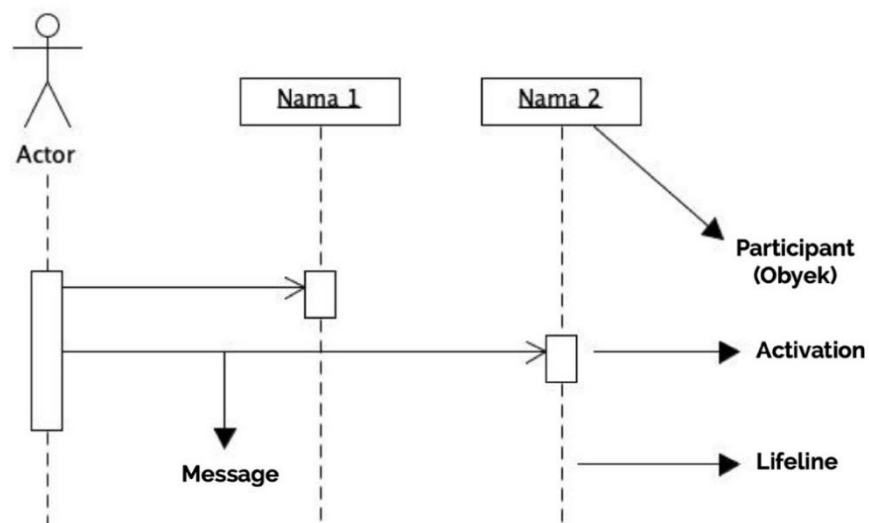 Nama 1
Nama 2
Actor
Participant
(Obyek)
Activation
Message
Lifeline